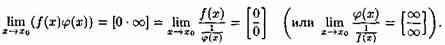 lim_{x→x₀} (f(x)φ(x)) = [0 · ∞] = lim_{x→x₀} f(x) / (1/φ(x)) = [0/0] (или lim_{x→x₀} φ(x) / (1/f(x)) = {∞/∞}).